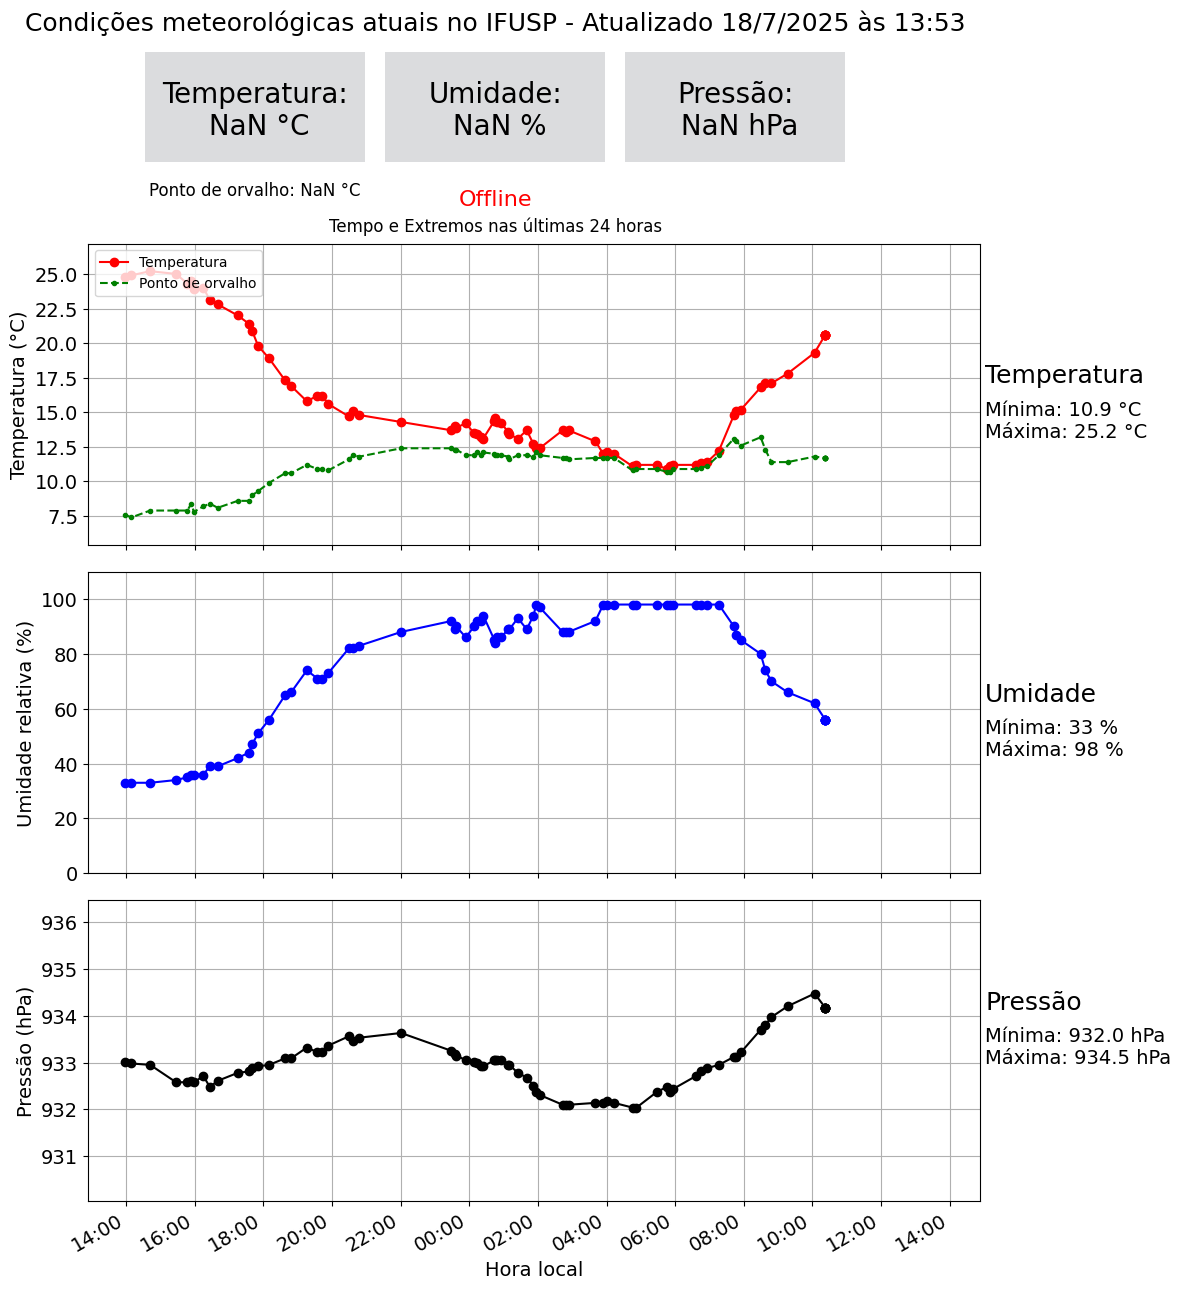 Condições meteorológicas atuais no IFUSP - Atualizado 18/7/2025 às 13:53
Temperatura:
NaN °C
Umidade:
NaN %
Pressão:
NaN hPa
Ponto de orvalho: NaN °C
Offline
Tempo e Extremos nas últimas 24 horas
Temperatura
Ponto de orvalho
Temperatura (°C)
25.0
22.5
20.0
17.5
15.0
12.5
10.0
7.5
Temperatura
Mínima: 10.9 °C
Máxima: 25.2 °C
Umidade relativa (%)
100
80
60
40
20
0
Umidade
Mínima: 33 %
Máxima: 98 %
Pressão (hPa)
936
935
934
933
932
931
Pressão
Mínima: 932.0 hPa
Máxima: 934.5 hPa
14:00 16:00 18:00 20:00 22:00 00:00 02:00 04:00 06:00 08:00 10:00 12:00 14:00
Hora local